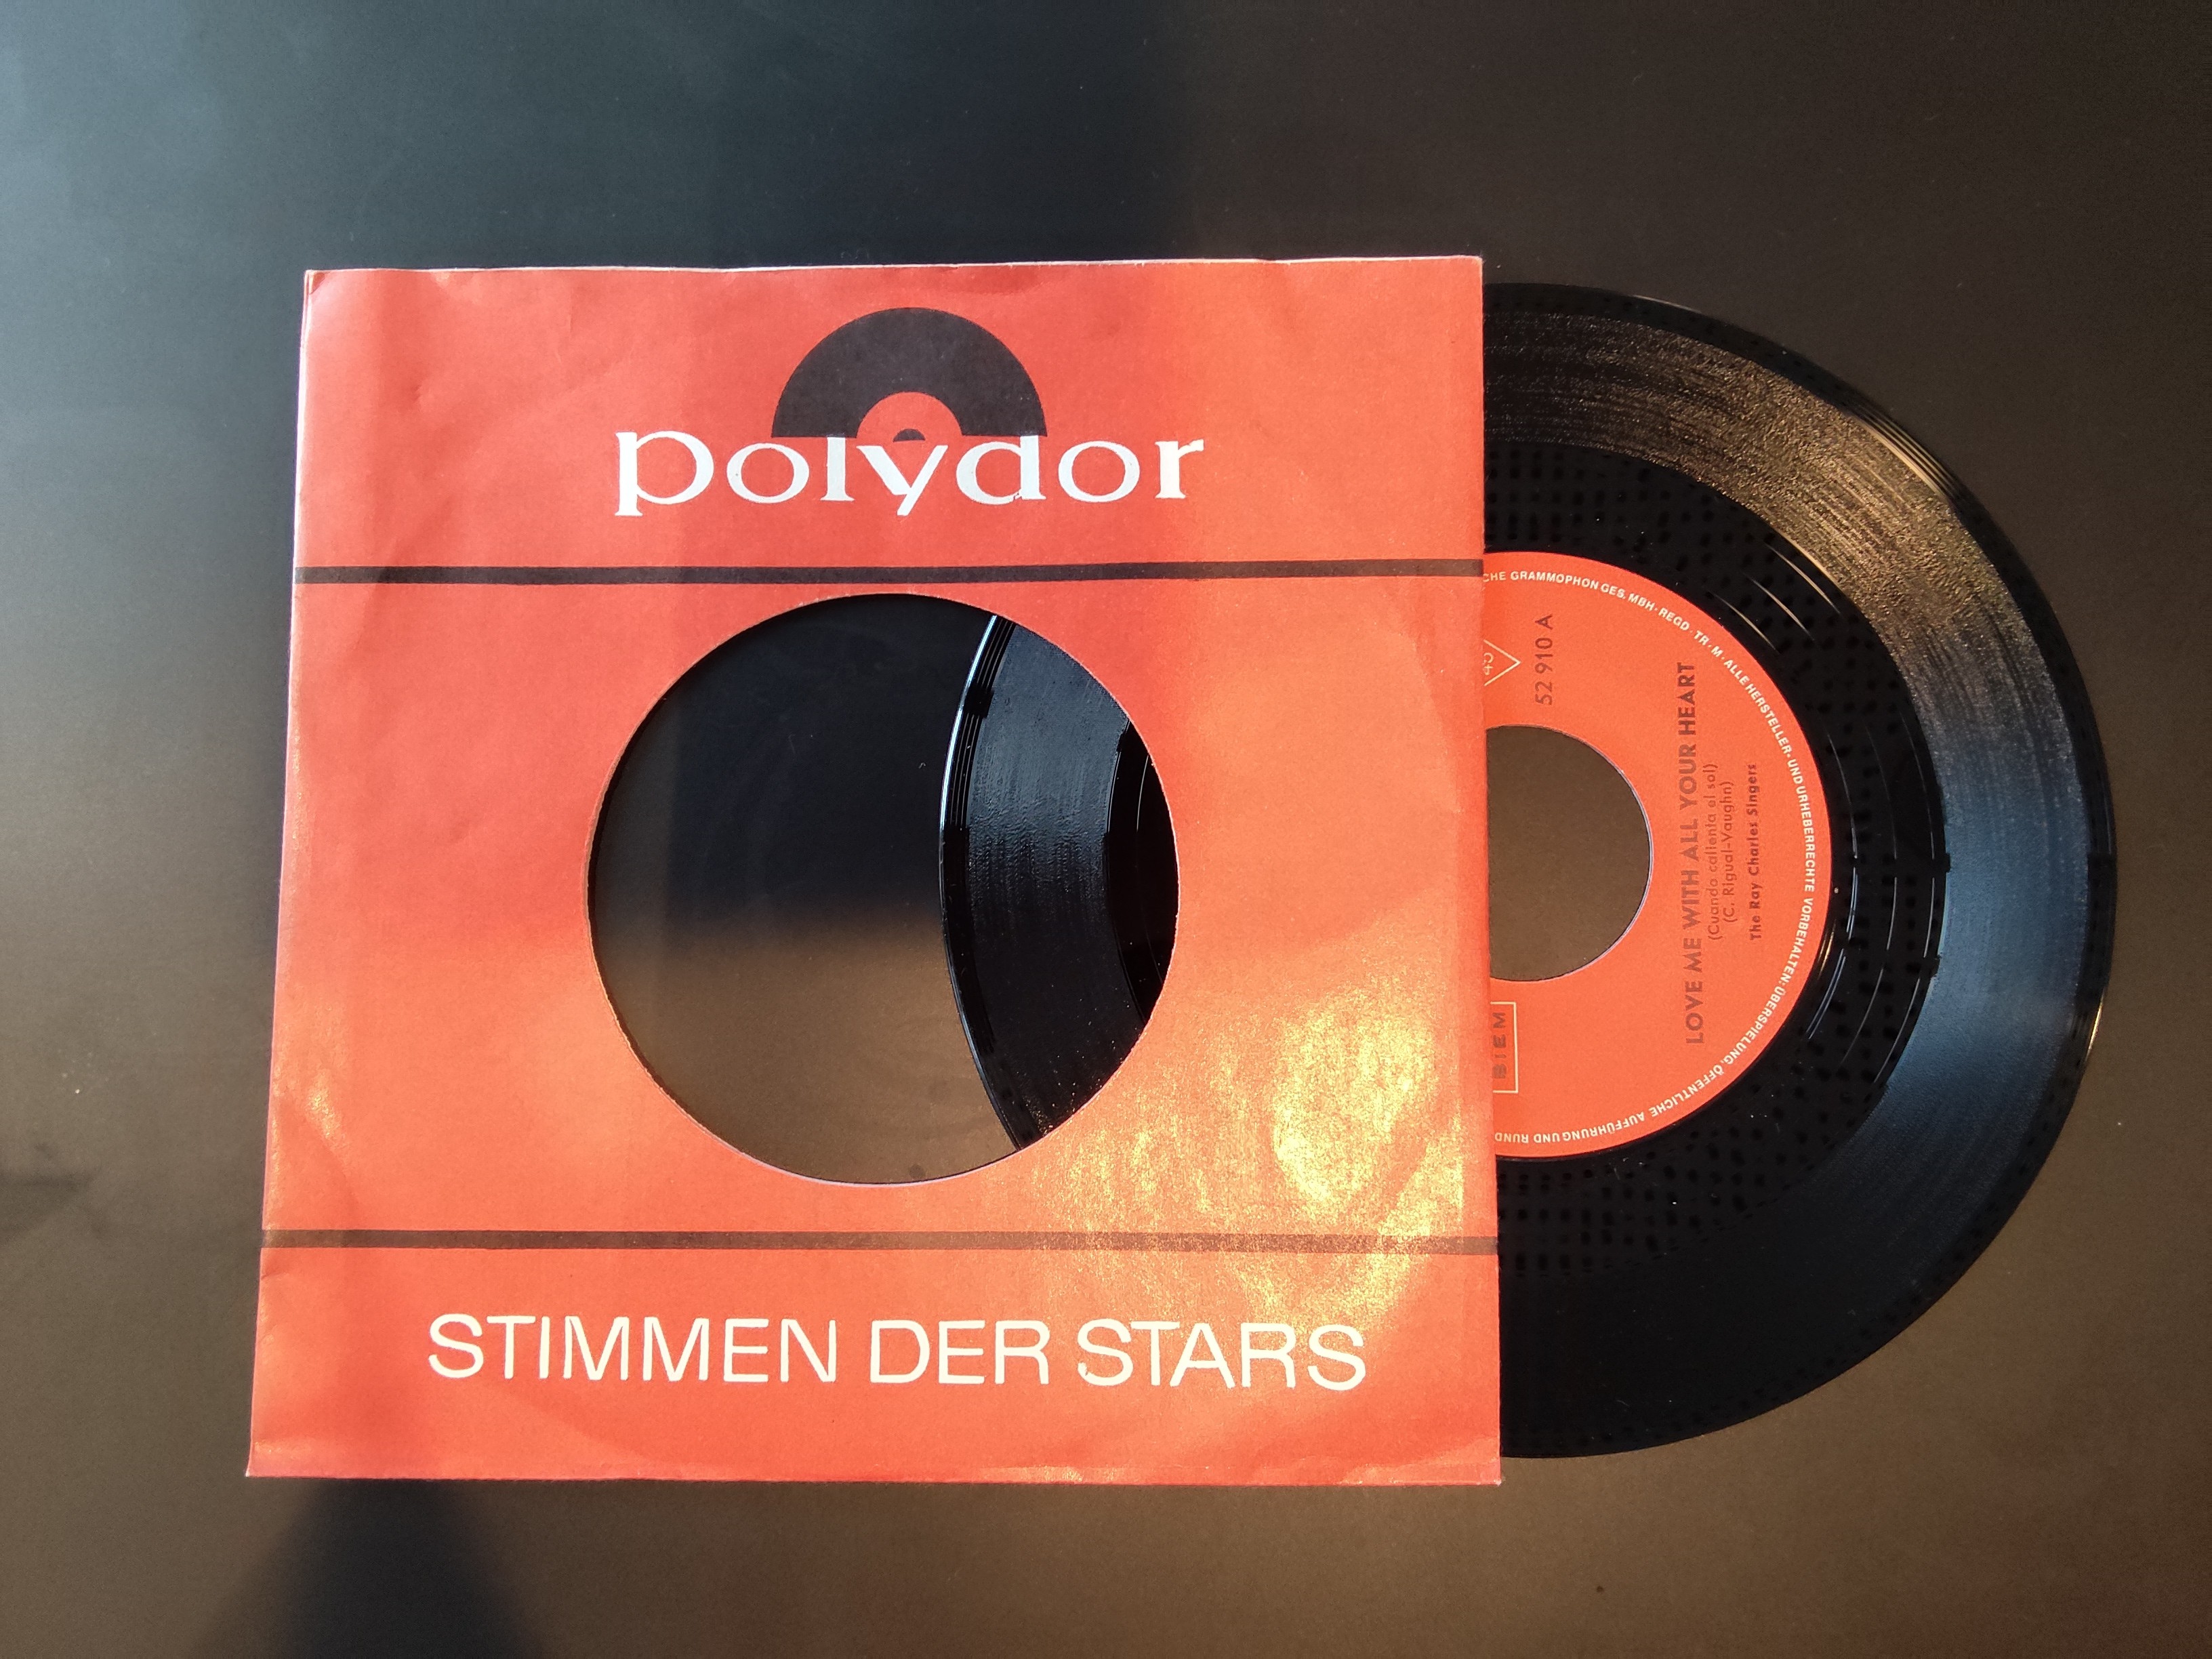 polydor
STIMMEN DER STARS
CHE GRAMMOPHON GES. MBH · REGD · TR · M · ALLE HERSTELLER- UND URHEBERRECHTE VORBEHALTEN· ÜBERSPIELUNG, ÖFFENTLICHE AUFFÜHRUNG UND RUND
45
52 910 A
BIEM
LOVE ME WITH ALL YOUR HEART
(Cuando calienta el sol)
(C. Rigual-Vaughn)
The Ray Charles Singers